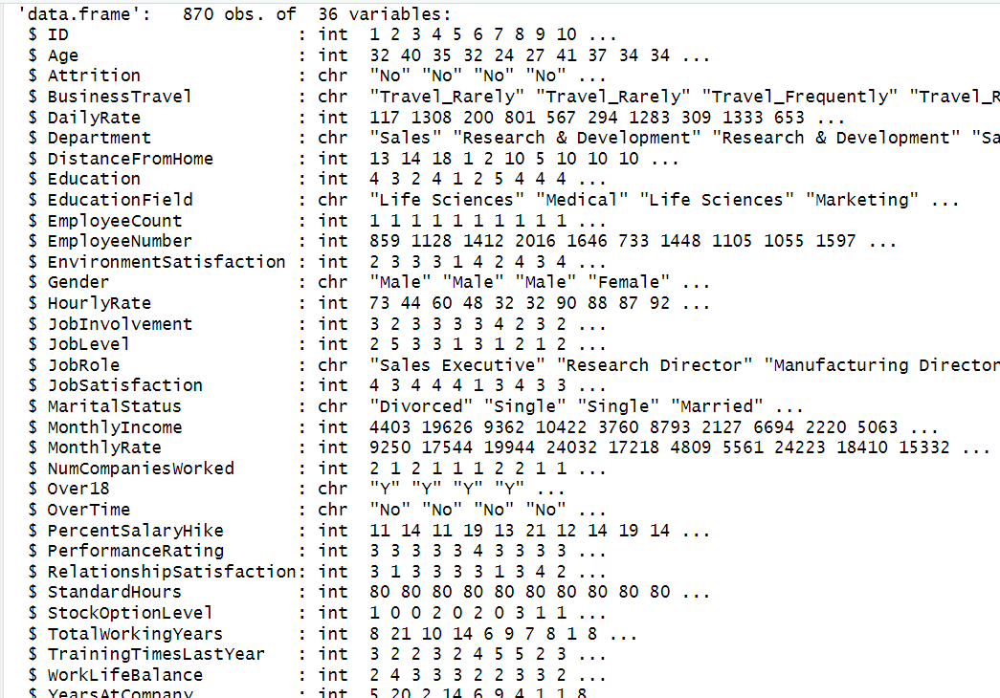 'data.frame':   870 obs. of  36 variables:
 $ ID                      : int  1 2 3 4 5 6 7 8 9 10 ...
 $ Age                     : int  32 40 35 32 24 27 41 37 34 34 ...
 $ Attrition               : chr  "No" "No" "No" "No" ...
 $ BusinessTravel          : chr  "Travel_Rarely" "Travel_Rarely" "Travel_Frequently" "Travel_R
 $ DailyRate               : int  117 1308 200 801 567 294 1283 309 1333 653 ...
 $ Department              : chr  "Sales" "Research & Development" "Research & Development" "Sa
 $ DistanceFromHome        : int  13 14 18 1 2 10 5 10 10 10 ...
 $ Education               : int  4 3 2 4 1 2 5 4 4 4 ...
 $ EducationField          : chr  "Life Sciences" "Medical" "Life Sciences" "Marketing" ...
 $ EmployeeCount           : int  1 1 1 1 1 1 1 1 1 1 ...
 $ EmployeeNumber          : int  859 1128 1412 2016 1646 733 1448 1105 1055 1597 ...
 $ EnvironmentSatisfaction : int  2 3 3 3 1 4 2 4 3 4 ...
 $ Gender                  : chr  "Male" "Male" "Male" "Female" ...
 $ HourlyRate              : int  73 44 60 48 32 32 90 88 87 92 ...
 $ JobInvolvement          : int  3 2 3 3 3 3 4 2 3 2 ...
 $ JobLevel                : int  2 5 3 3 1 3 1 2 1 2 ...
 $ JobRole                 : chr  "Sales Executive" "Research Director" "Manufacturing Director
 $ JobSatisfaction         : int  4 3 4 4 4 1 3 4 3 3 ...
 $ MaritalStatus           : chr  "Divorced" "Single" "Single" "Married" ...
 $ MonthlyIncome           : int  4403 19626 9362 10422 3760 8793 2127 6694 2220 5063 ...
 $ MonthlyRate             : int  9250 17544 19944 24032 17218 4809 5561 24223 18410 15332 ...
 $ NumCompaniesWorked      : int  2 1 2 1 1 1 2 2 1 1 ...
 $ Over18                  : chr  "Y" "Y" "Y" "Y" ...
 $ OverTime                : chr  "No" "No" "No" "No" ...
 $ PercentSalaryHike       : int  11 14 11 19 13 21 12 14 19 14 ...
 $ PerformanceRating       : int  3 3 3 3 3 4 3 3 3 3 ...
 $ RelationshipSatisfaction: int  3 1 3 3 3 3 1 3 4 2 ...
 $ StandardHours           : int  80 80 80 80 80 80 80 80 80 80 ...
 $ StockOptionLevel        : int  1 0 0 2 0 2 0 3 1 1 ...
 $ TotalWorkingYears       : int  8 21 10 14 6 9 7 8 1 8 ...
 $ TrainingTimesLastYear   : int  3 2 2 3 2 4 5 5 2 3 ...
 $ WorkLifeBalance         : int  2 4 3 3 3 2 2 3 3 2 ...
 $ YearsAtCompany          : int  5 20 2 14 6 9 4 1 1 8